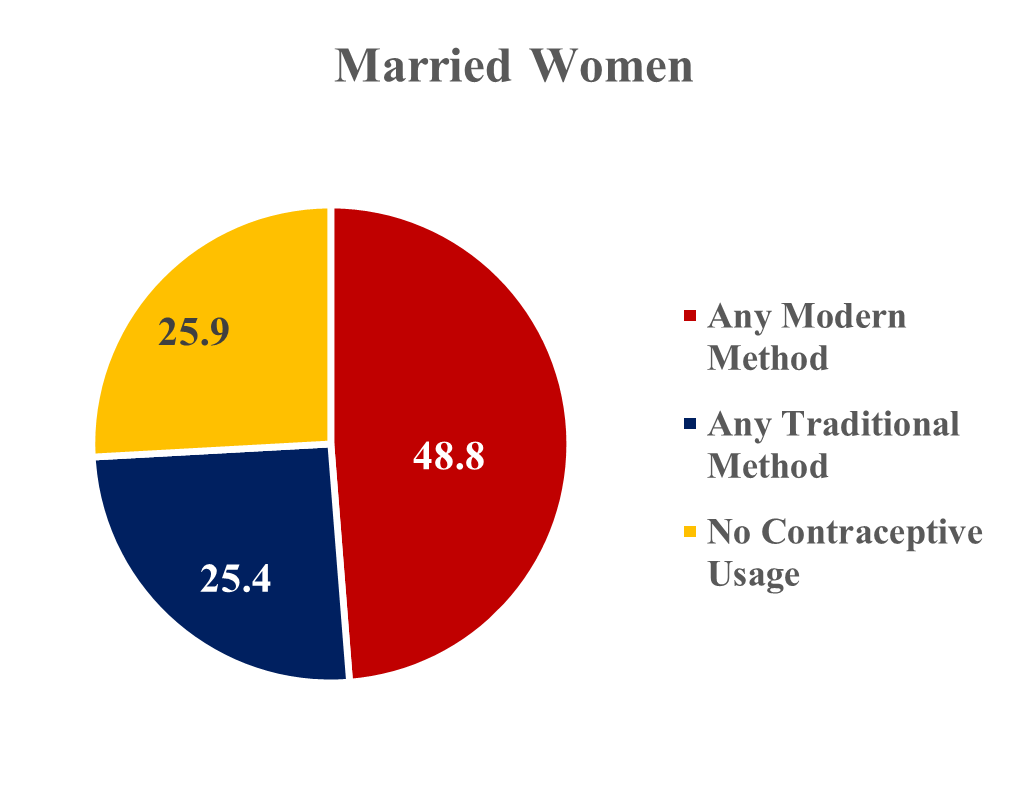 Married Women
25.9
48.8
25.4
Any Modern
Method
Any Traditional
Method
No Contraceptive
Usage